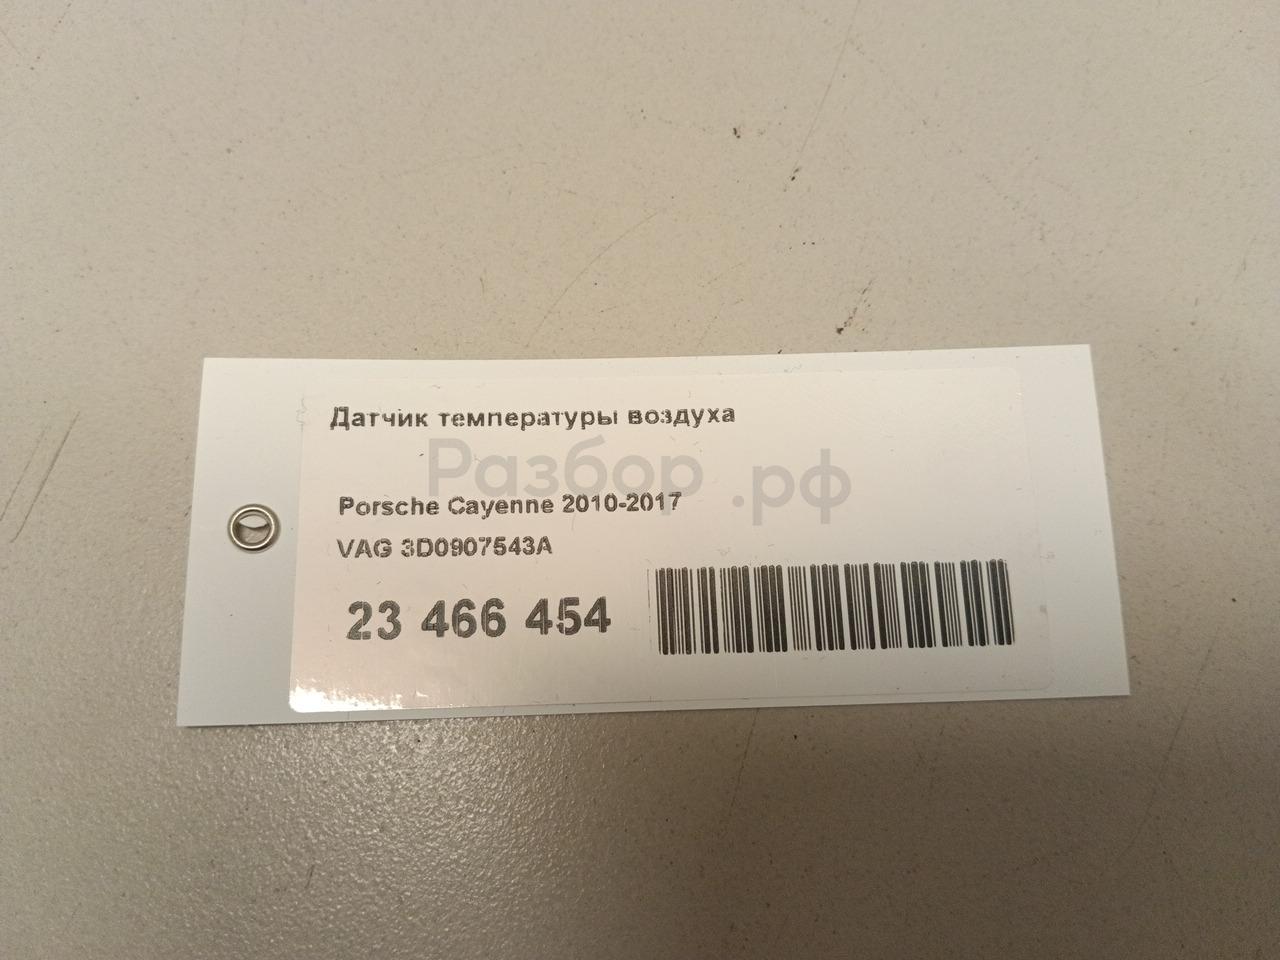 Датчик температуры воздуха
Разбор.рф
Porsche Cayenne 2010-2017
VAG 3D0907543A
23 466 454